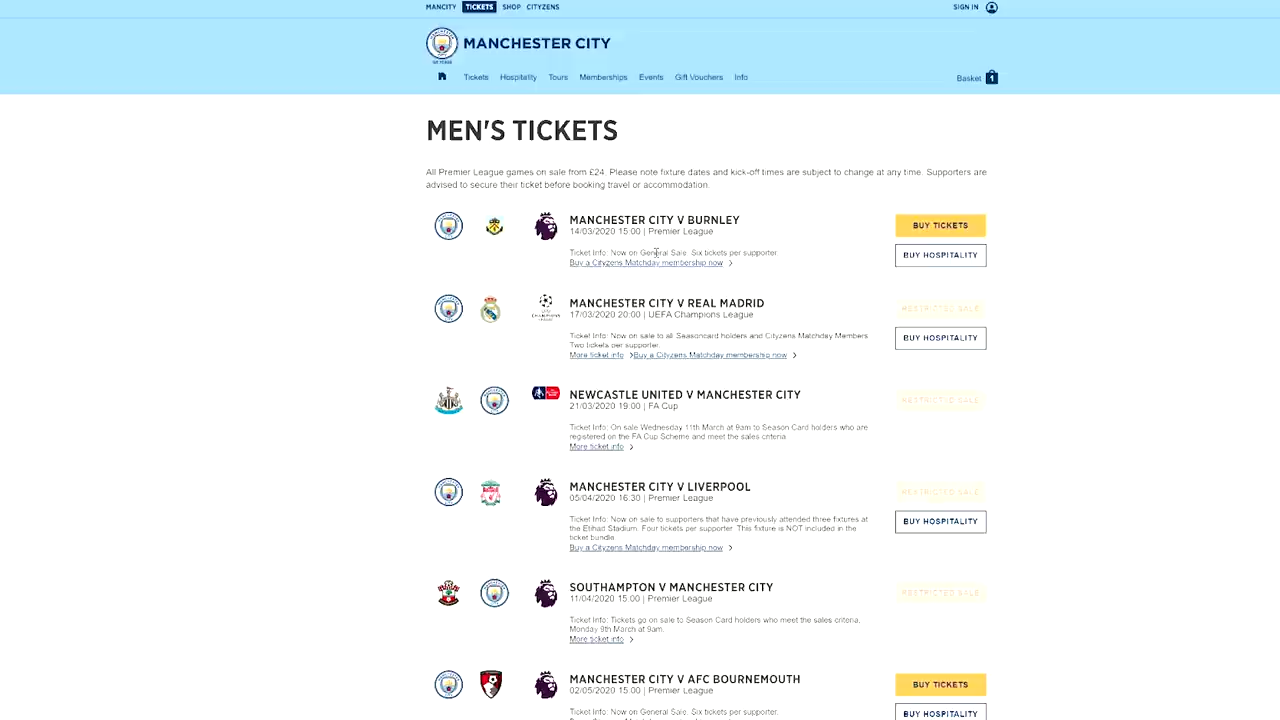 MANCITY TICKETS SHOP CITYZENS SIGN IN
MANCHESTER CITY
Tickets Hospitality Tours Memberships Events Gift Vouchers Info Basket 1
MEN'S TICKETS
All Premier League games on sale from £24. Please note fixture dates and kick-off times are subject to change at any time. Supporters are
advised to secure their ticket before booking travel or accommodation.
MANCHESTER CITY V BURNLEY
14/03/2020 15:00 | Premier League
Ticket Info: Now on General Sale. Six tickets per supporter.
Buy a Cityzens Matchday membership now
BUY TICKETS
BUY HOSPITALITY
MANCHESTER CITY V REAL MADRID
17/03/2020 20:00 | UEFA Champions League
Ticket Info: Now on sale to all Seasoncard holders and Cityzens Matchday Members
Two tickets per supporter.
More ticket info Buy a Cityzens Matchday membership now
RESTRICTED SALE
BUY HOSPITALITY
NEWCASTLE UNITED V MANCHESTER CITY
21/03/2020 19:00 | FA Cup
Ticket Info: On sale Wednesday 11th March at 9am to Season Card holders who are
registered on the FA Cup Scheme and meet the sales criteria
More ticket info
RESTRICTED SALE
MANCHESTER CITY V LIVERPOOL
05/04/2020 16:30 | Premier League
Ticket Info: Now on sale to supporters that have previously attended three fixtures at
the Etihad Stadium. Four tickets per supporter. This fixture is NOT included in the
ticket bundle
Buy a Cityzens Matchday membership now
RESTRICTED SALE
BUY HOSPITALITY
SOUTHAMPTON V MANCHESTER CITY
11/04/2020 15:00 | Premier League
Ticket Info: Tickets go on sale to Season Card holders who meet the sales criteria,
Monday 9th March at 9am.
More ticket info
RESTRICTED SALE
MANCHESTER CITY V AFC BOURNEMOUTH
02/05/2020 15:00 | Premier League
Ticket Info: Now on General Sale. Six tickets per supporter.
BUY TICKETS
BUY HOSPITALITY